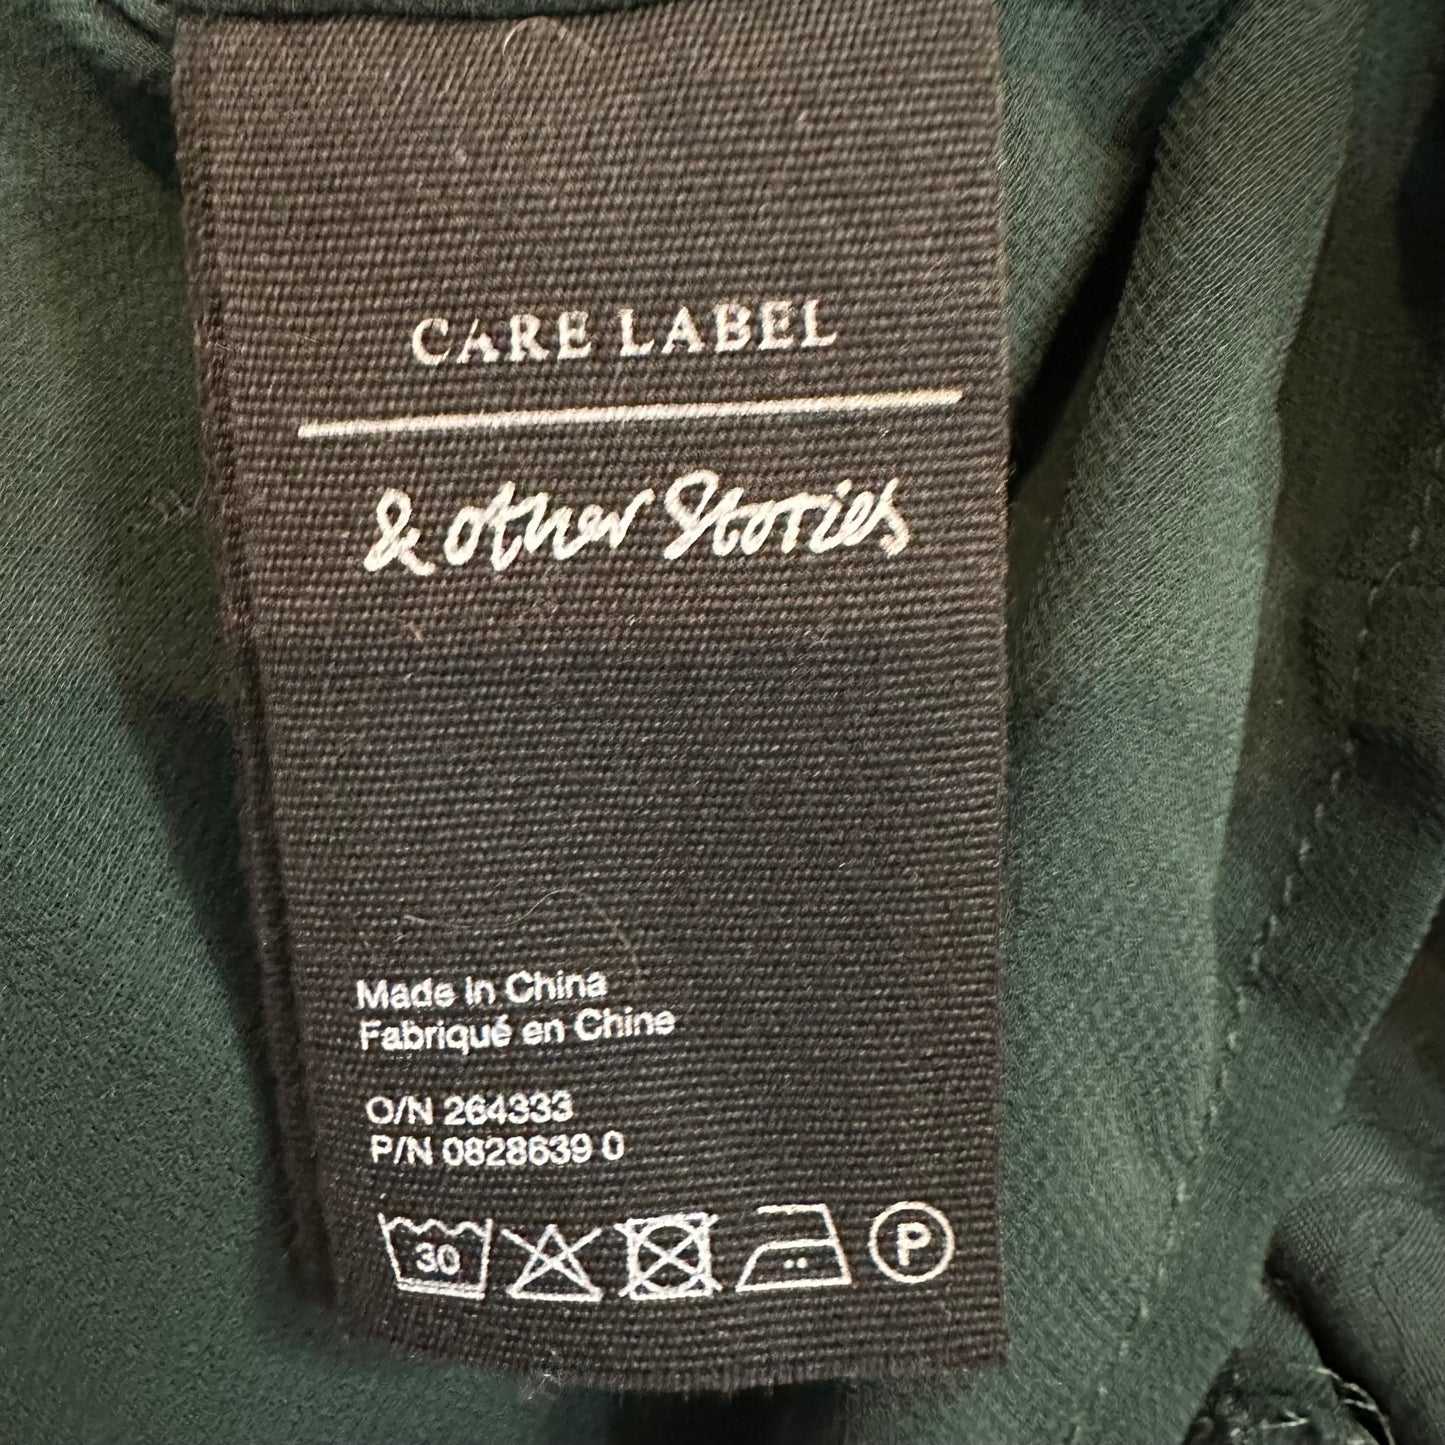 CARE LABEL
& other Stories
Made in China
Fabriqué en Chine
O/N 264333
P/N 0828639 0
30
P